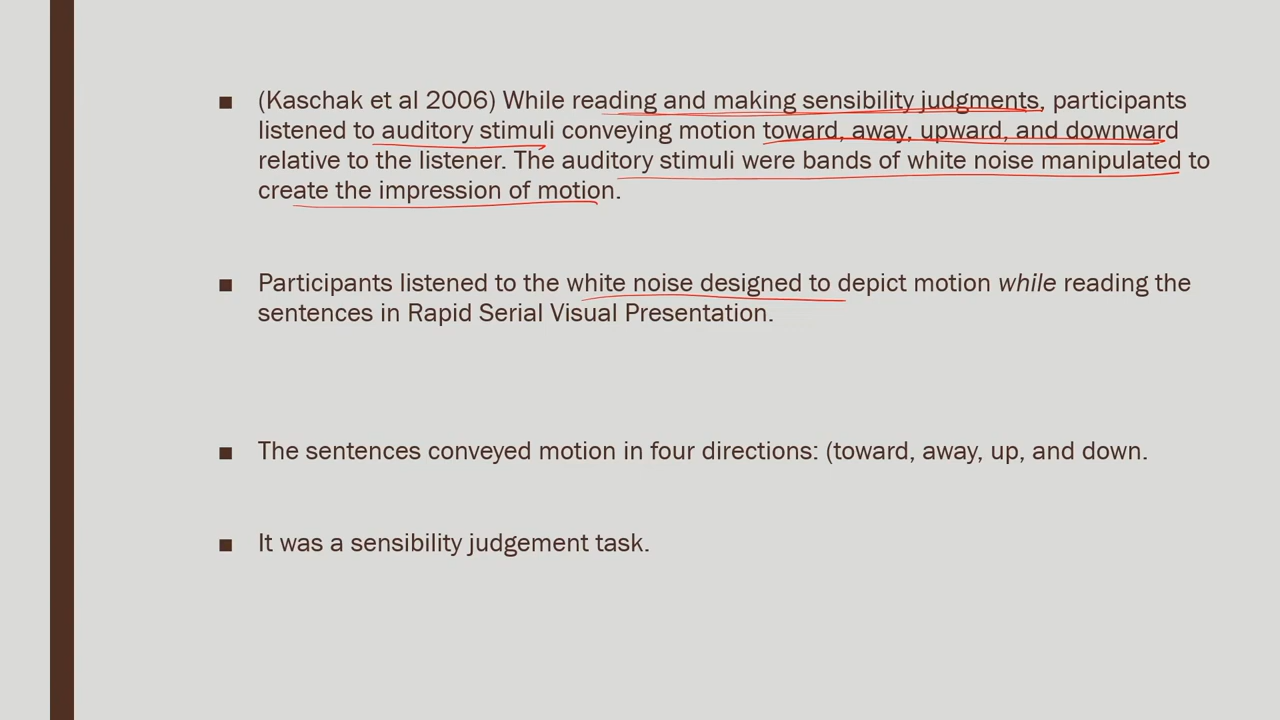 ■ (Kaschak et al 2006) While reading and making sensibility judgments, participants
listened to auditory stimuli conveying motion toward, away, upward, and downward
relative to the listener. The auditory stimuli were bands of white noise manipulated to
create the impression of motion.
■ Participants listened to the white noise designed to depict motion while reading the
sentences in Rapid Serial Visual Presentation.
■ The sentences conveyed motion in four directions: (toward, away, up, and down.
■ It was a sensibility judgement task.